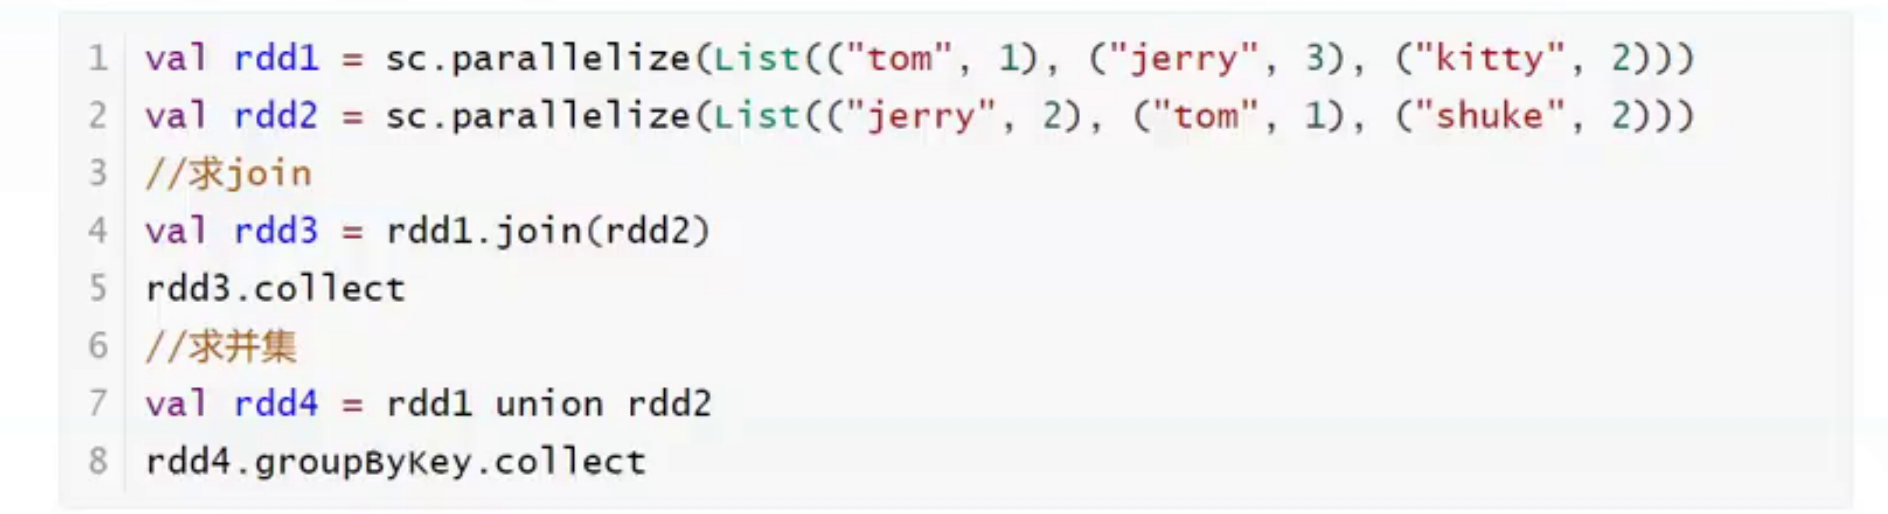 1 val rdd1 = sc.parallelize(List(("tom", 1), ("jerry", 3), ("kitty", 2)))
2 val rdd2 = sc.parallelize(List(("jerry", 2), ("tom", 1), ("shuke", 2)))
3 //求join
4 val rdd3 = rdd1.join(rdd2)
5 rdd3.collect
6 //求并集
7 val rdd4 = rdd1 union rdd2
8 rdd4.groupByKey.collect